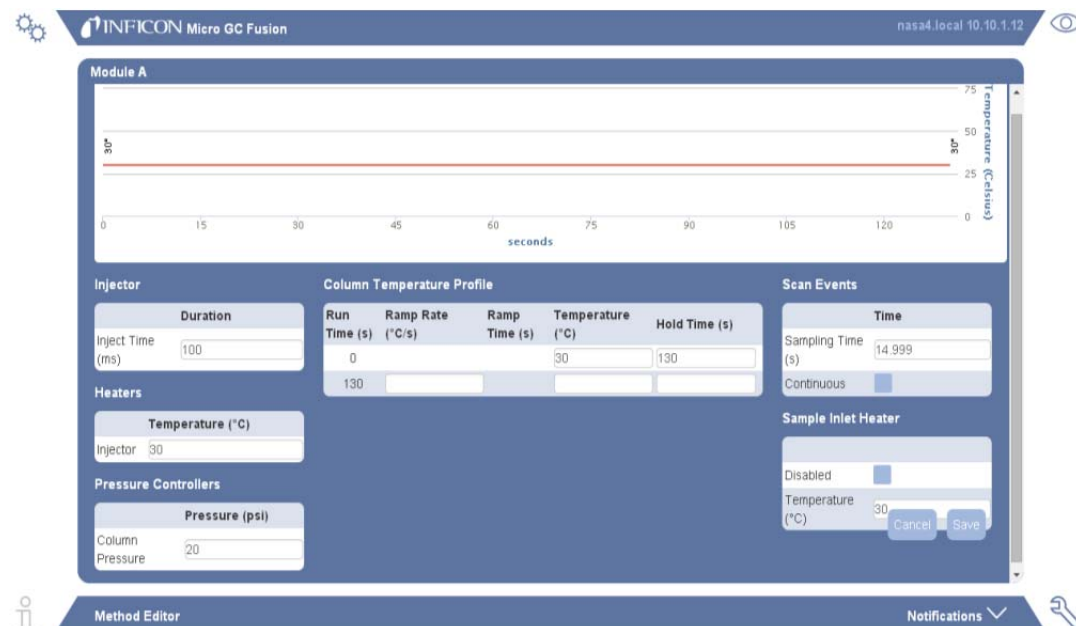 INFICON Micro GC Fusion
nasa4.local 10.10.1.12
Module A
75
50
25
0
Temperature (Celsius)
30°
30°
0 15 30 45 60 75 90 105 120
seconds
Injector
Duration
Inject Time (ms)
100
Heaters
Temperature (°C)
Injector 30
Pressure Controllers
Pressure (psi)
Column Pressure
20
Column Temperature Profile
Run Time (s) Ramp Rate (°C/s) Ramp Time (s) Temperature (°C) Hold Time (s)
0 30 130
130
Scan Events
Time
Sampling Time (s)
14.999
Continuous
Sample Inlet Heater
Disabled
Temperature (°C)
30
Cancel Save
Method Editor
Notifications